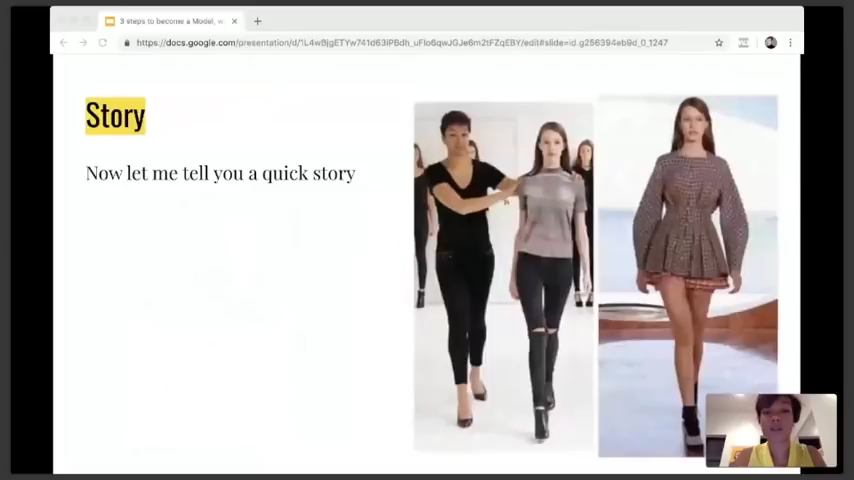 3 steps to become a Model, w
Story
Now let me tell you a quick story